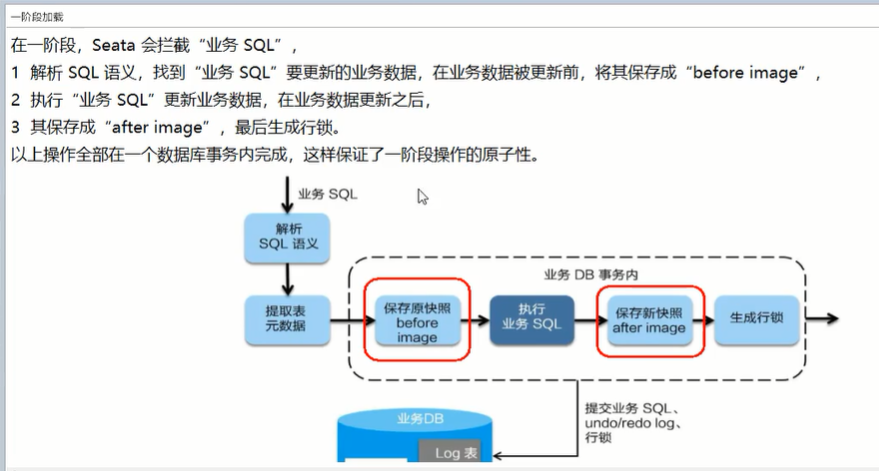 一阶段加载
在一阶段，Seata 会拦截“业务 SQL”，
1 解析 SQL 语义，找到“业务 SQL”要更新的业务数据，在业务数据被更新前，将其保存成“before image”，
2 执行“业务 SQL”更新业务数据，在业务数据更新之后，
3 其保存成“after image”，最后生成行锁。
以上操作全部在一个数据库事务内完成，这样保证了一阶段操作的原子性。
业务 SQL
解析
SQL 语义
业务 DB 事务内
提取表
元数据
保存原快照
before
image
执行
业务 SQL
保存新快照
after image
生成行锁
提交业务 SQL、
undo/redo log、
行锁
业务DB
Log 表